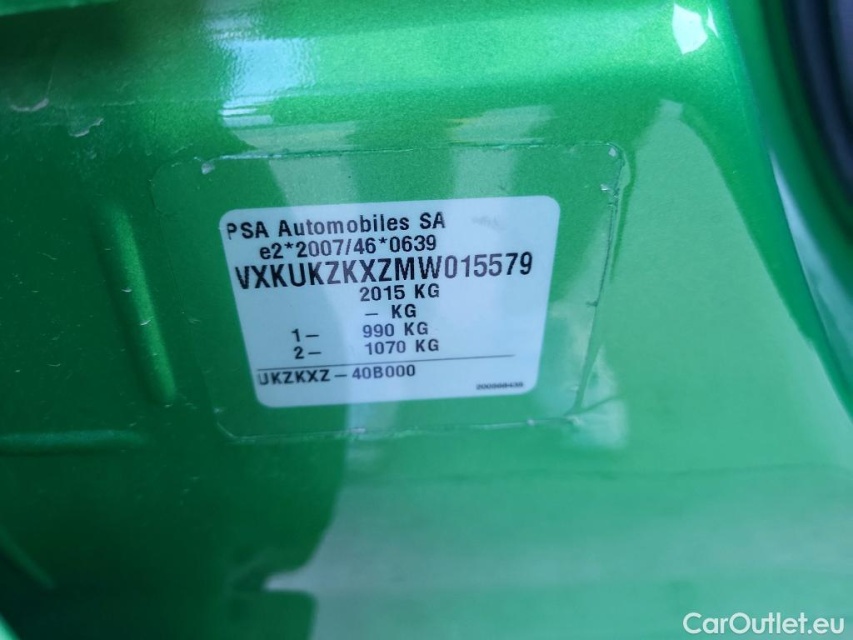 PSA Automobiles SA
e2*2007/46*0639
VXKUKZKXZMW015579
2015 KG
– KG
1– 990 KG
2– 1070 KG
UKZKXZ–40B000
CarOutlet.eu